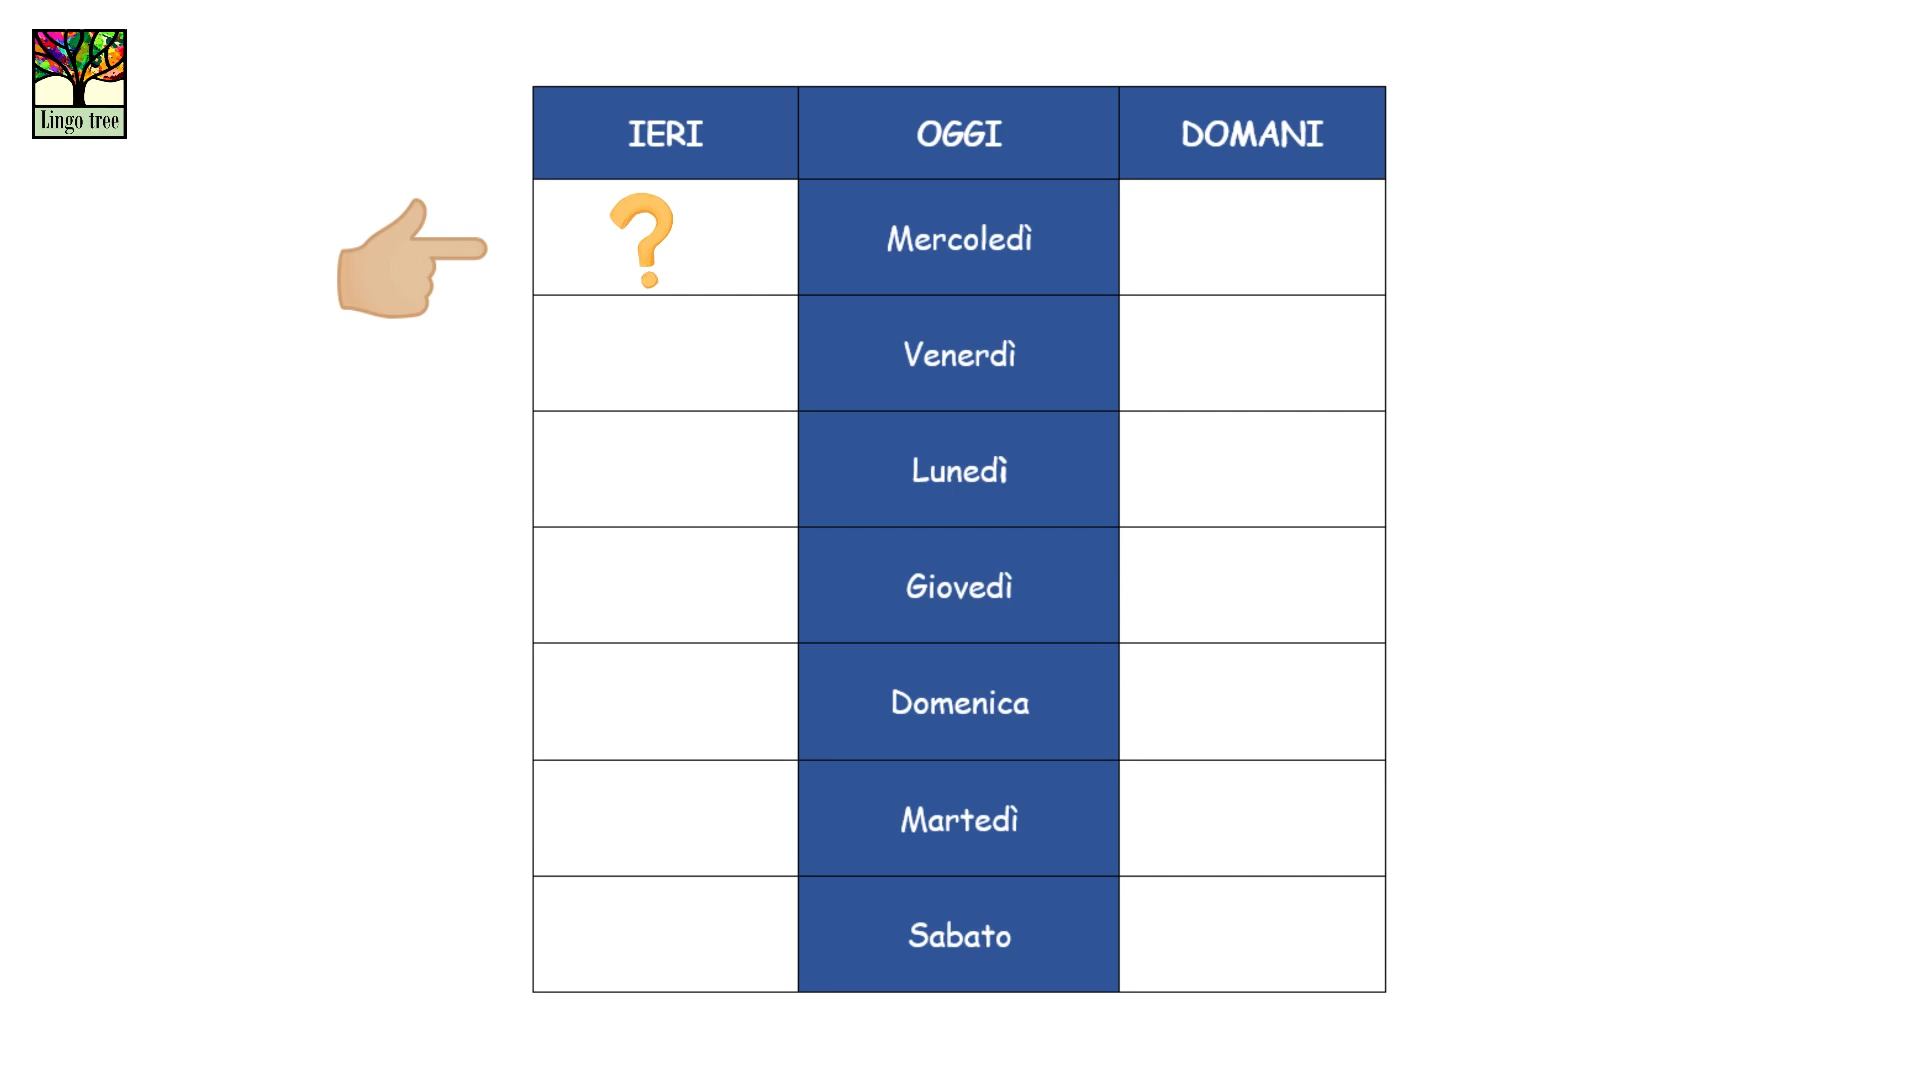 Lingo tree
IERI OGGI DOMANI
? Mercoledì
Venerdì
Lunedì
Giovedì
Domenica
Martedì
Sabato